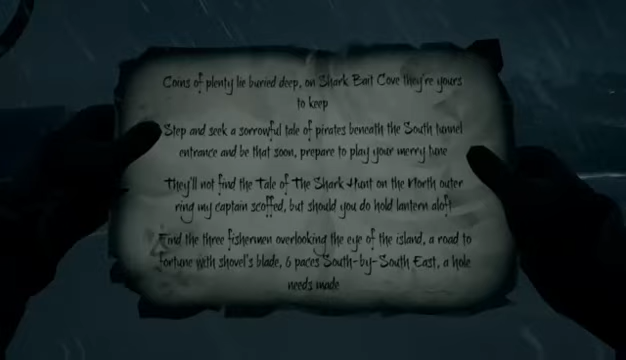 Coins of plenty lie buried deep, on Shark Bait Cove they're yours
to keep
Step and seek a sorrowful tale of pirates beneath the South tunnel
entrance and be that soon, prepare to play your merry tune
They'll not find the Tale of The Shark Hunt on the North outer
ring my captain scoffed, but should you do hold lantern aloft
Find the three fishermen overlooking the eye of the island, a road to
fortune with shovel's blade, 6 paces South-by-South East, a hole
needs made